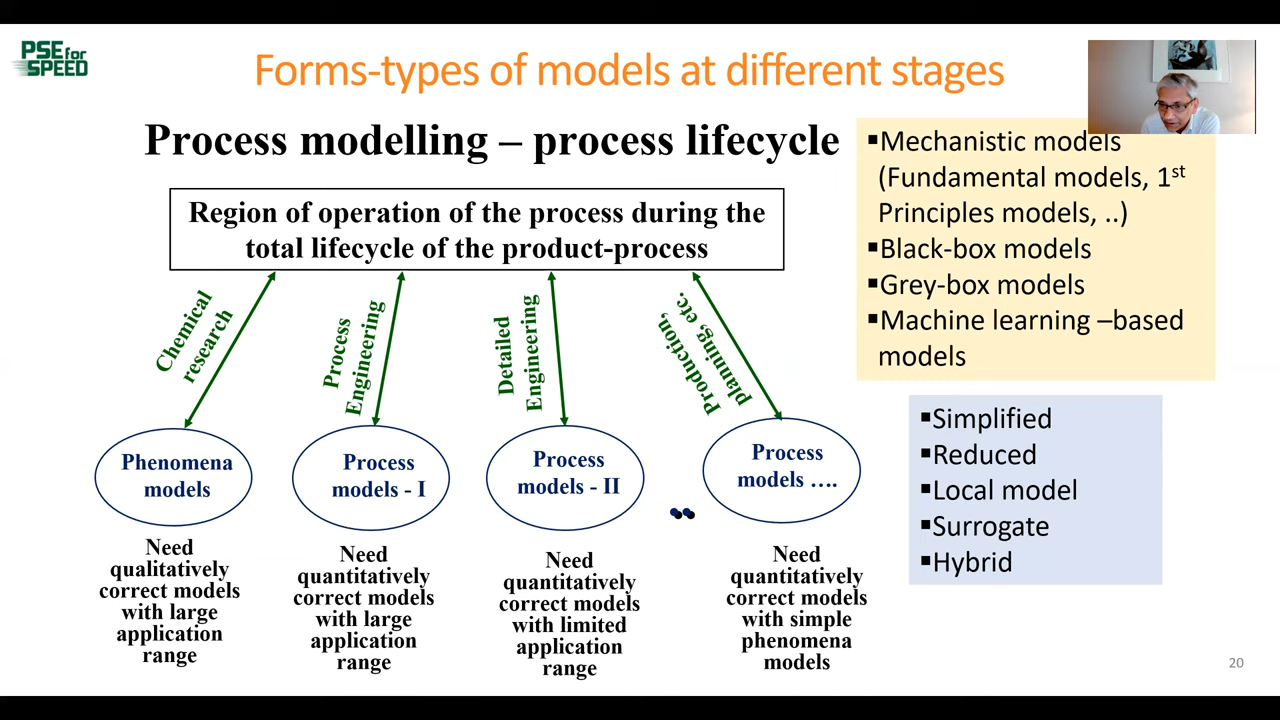 PSE for
SPEED
Forms-types of models at different stages
Process modelling – process lifecycle
Region of operation of the process during the
total lifecycle of the product-process
Chemical
research
Process
Engineering
Detailed
Engineering
Production,
planning, etc.
Phenomena
models
Process
models - I
Process
models - II
Process
models ….
Need
qualitatively
correct models
with large
application
range
Need
quantitatively
correct models
with large
application
range
Need
quantitatively
correct models
with limited
application
range
Need
quantitatively
correct models
with simple
phenomena
models
▪Mechanistic models
(Fundamental models, 1st
Principles models, ..)
▪Black-box models
▪Grey-box models
▪Machine learning –based
models
▪Simplified
▪Reduced
▪Local model
▪Surrogate
▪Hybrid
20